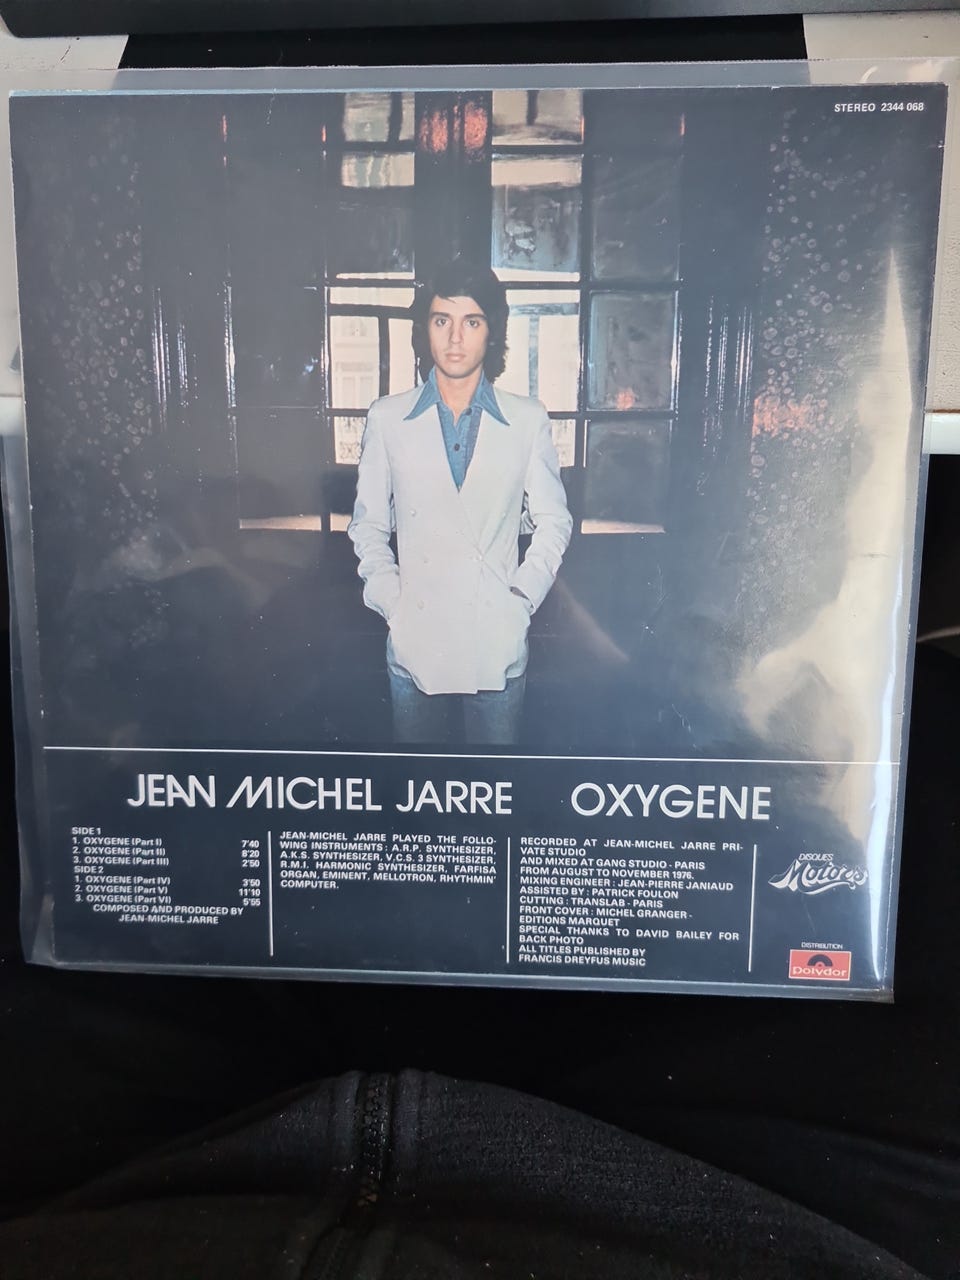 STEREO 2344 068
JEAN MICHEL JARRE OXYGENE
SIDE 1
1. OXYGENE (Part I) 7'40
2. OXYGENE (Part II) 8'20
3. OXYGENE (Part III) 2'50
SIDE 2
1. OXYGENE (Part IV) 3'50
2. OXYGENE (Part V) 11'10
3. OXYGENE (Part VI) 5'55
COMPOSED AND PRODUCED BY
JEAN-MICHEL JARRE
JEAN-MICHEL JARRE PLAYED THE FOLLO-
WING INSTRUMENTS : A.R.P. SYNTHESIZER,
A.K.S. SYNTHESIZER, V.C.S. 3 SYNTHESIZER,
R.M.I. HARMONIC SYNTHESIZER, FARFISA
ORGAN, EMINENT, MELLOTRON, RHYTHMIN'
COMPUTER.
RECORDED AT JEAN-MICHEL JARRE PRI-
VATE STUDIO
AND MIXED AT GANG STUDIO - PARIS
FROM AUGUST TO NOVEMBER 1976.
MIXING ENGINEER : JEAN-PIERRE JANIAUD
ASSISTED BY : PATRICK FOULON
CUTTING : TRANSLAB - PARIS
FRONT COVER : MICHEL GRANGER -
EDITIONS MARQUET
SPECIAL THANKS TO DAVID BAILEY FOR
BACK PHOTO
ALL TITLES PUBLISHED BY
FRANCIS DREYFUS MUSIC
DISQUES
Motors
DISTRIBUTION
polydor